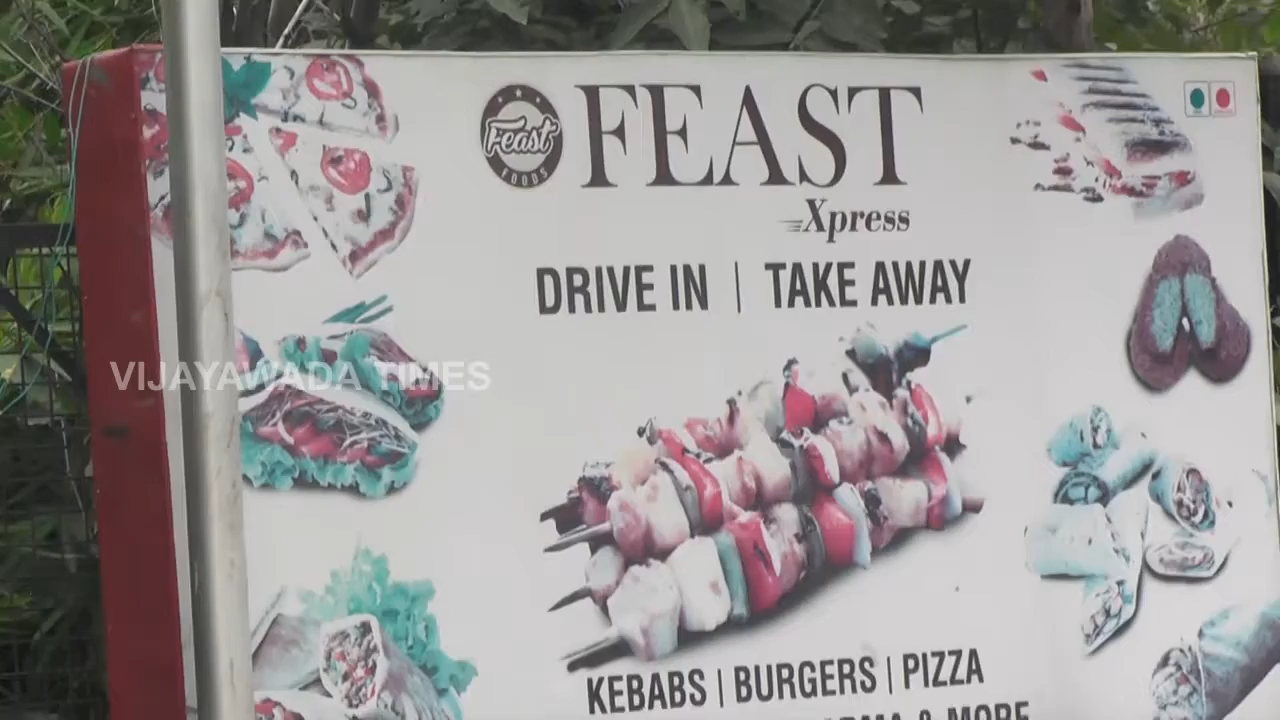 Feast
FOODS
FEAST
Xpress
DRIVE IN | TAKE AWAY
VIJAYAWADA TIMES
KEBABS | BURGERS | PIZZA
& MORE